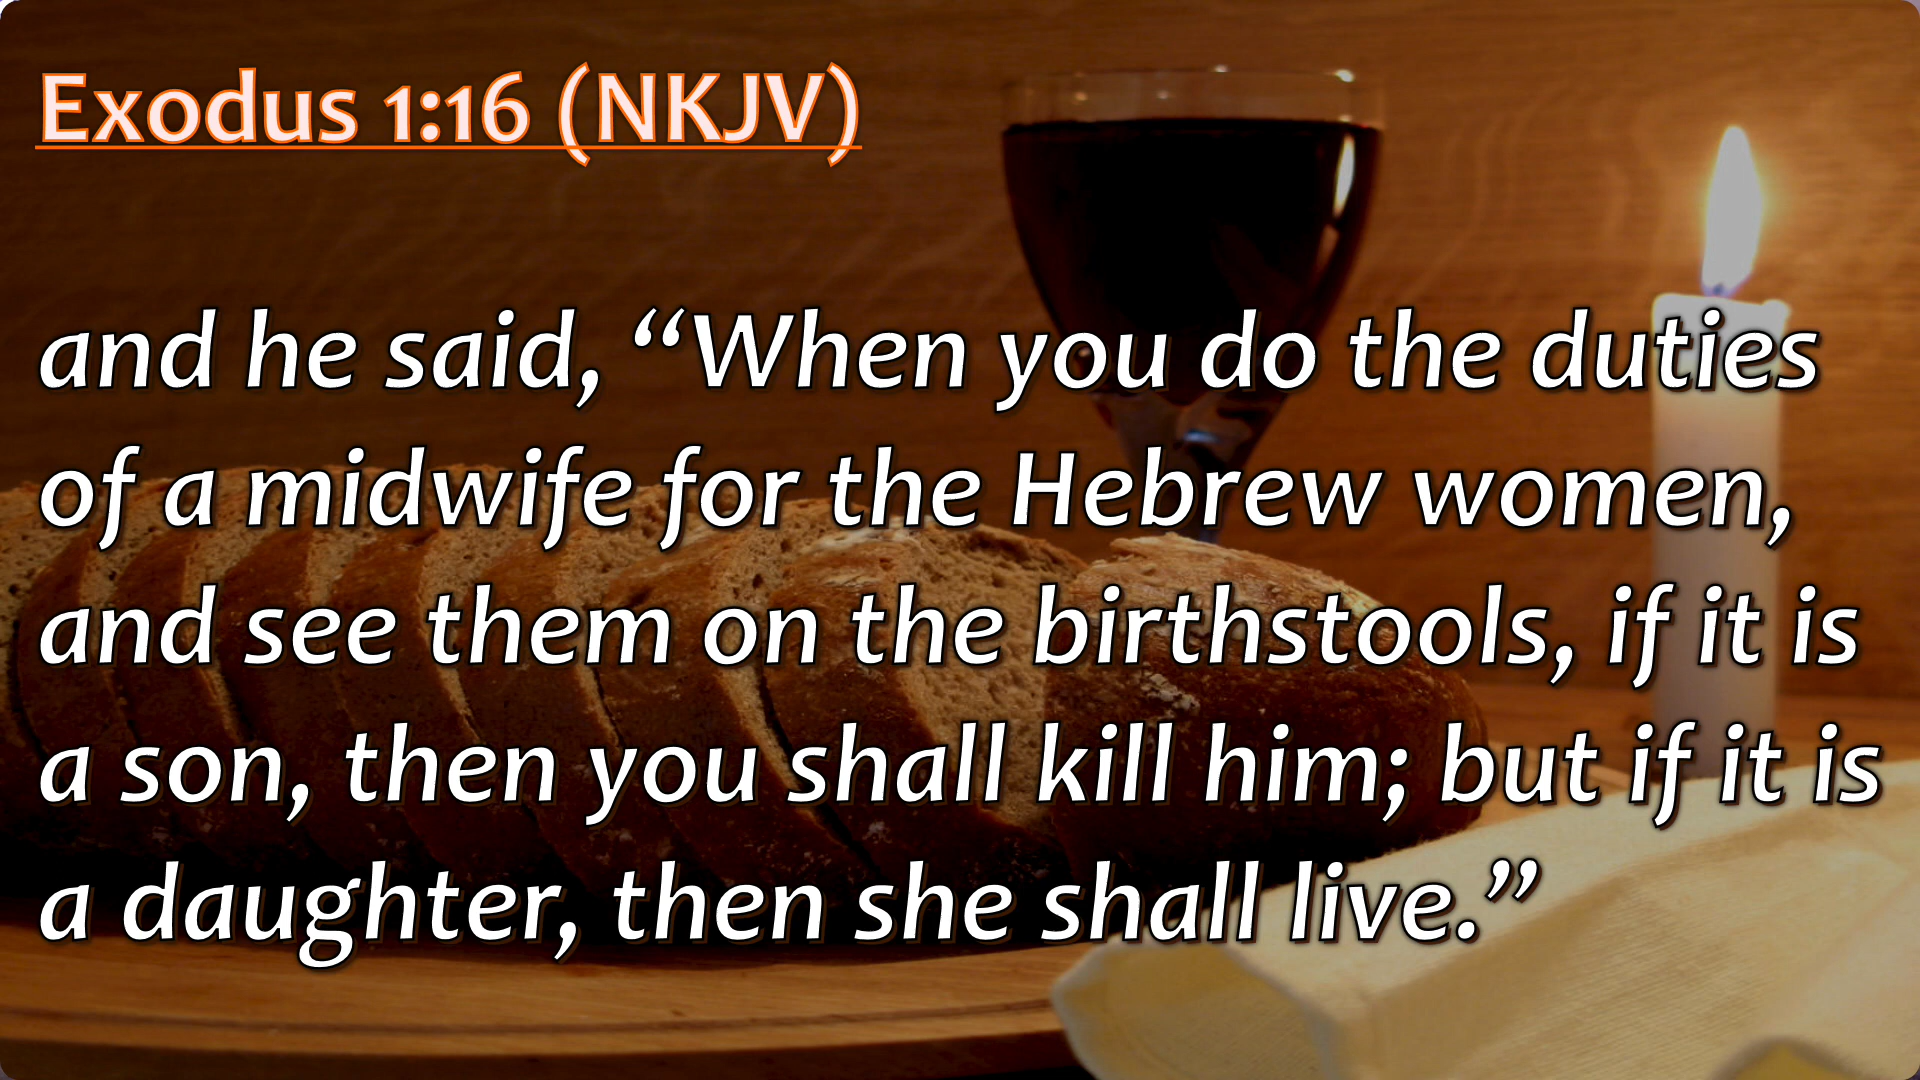 Exodus 1:16 (NKJV)
and he said, “When you do the duties
of a midwife for the Hebrew women,
and see them on the birthstools, if it is
a son, then you shall kill him; but if it is
a daughter, then she shall live.”